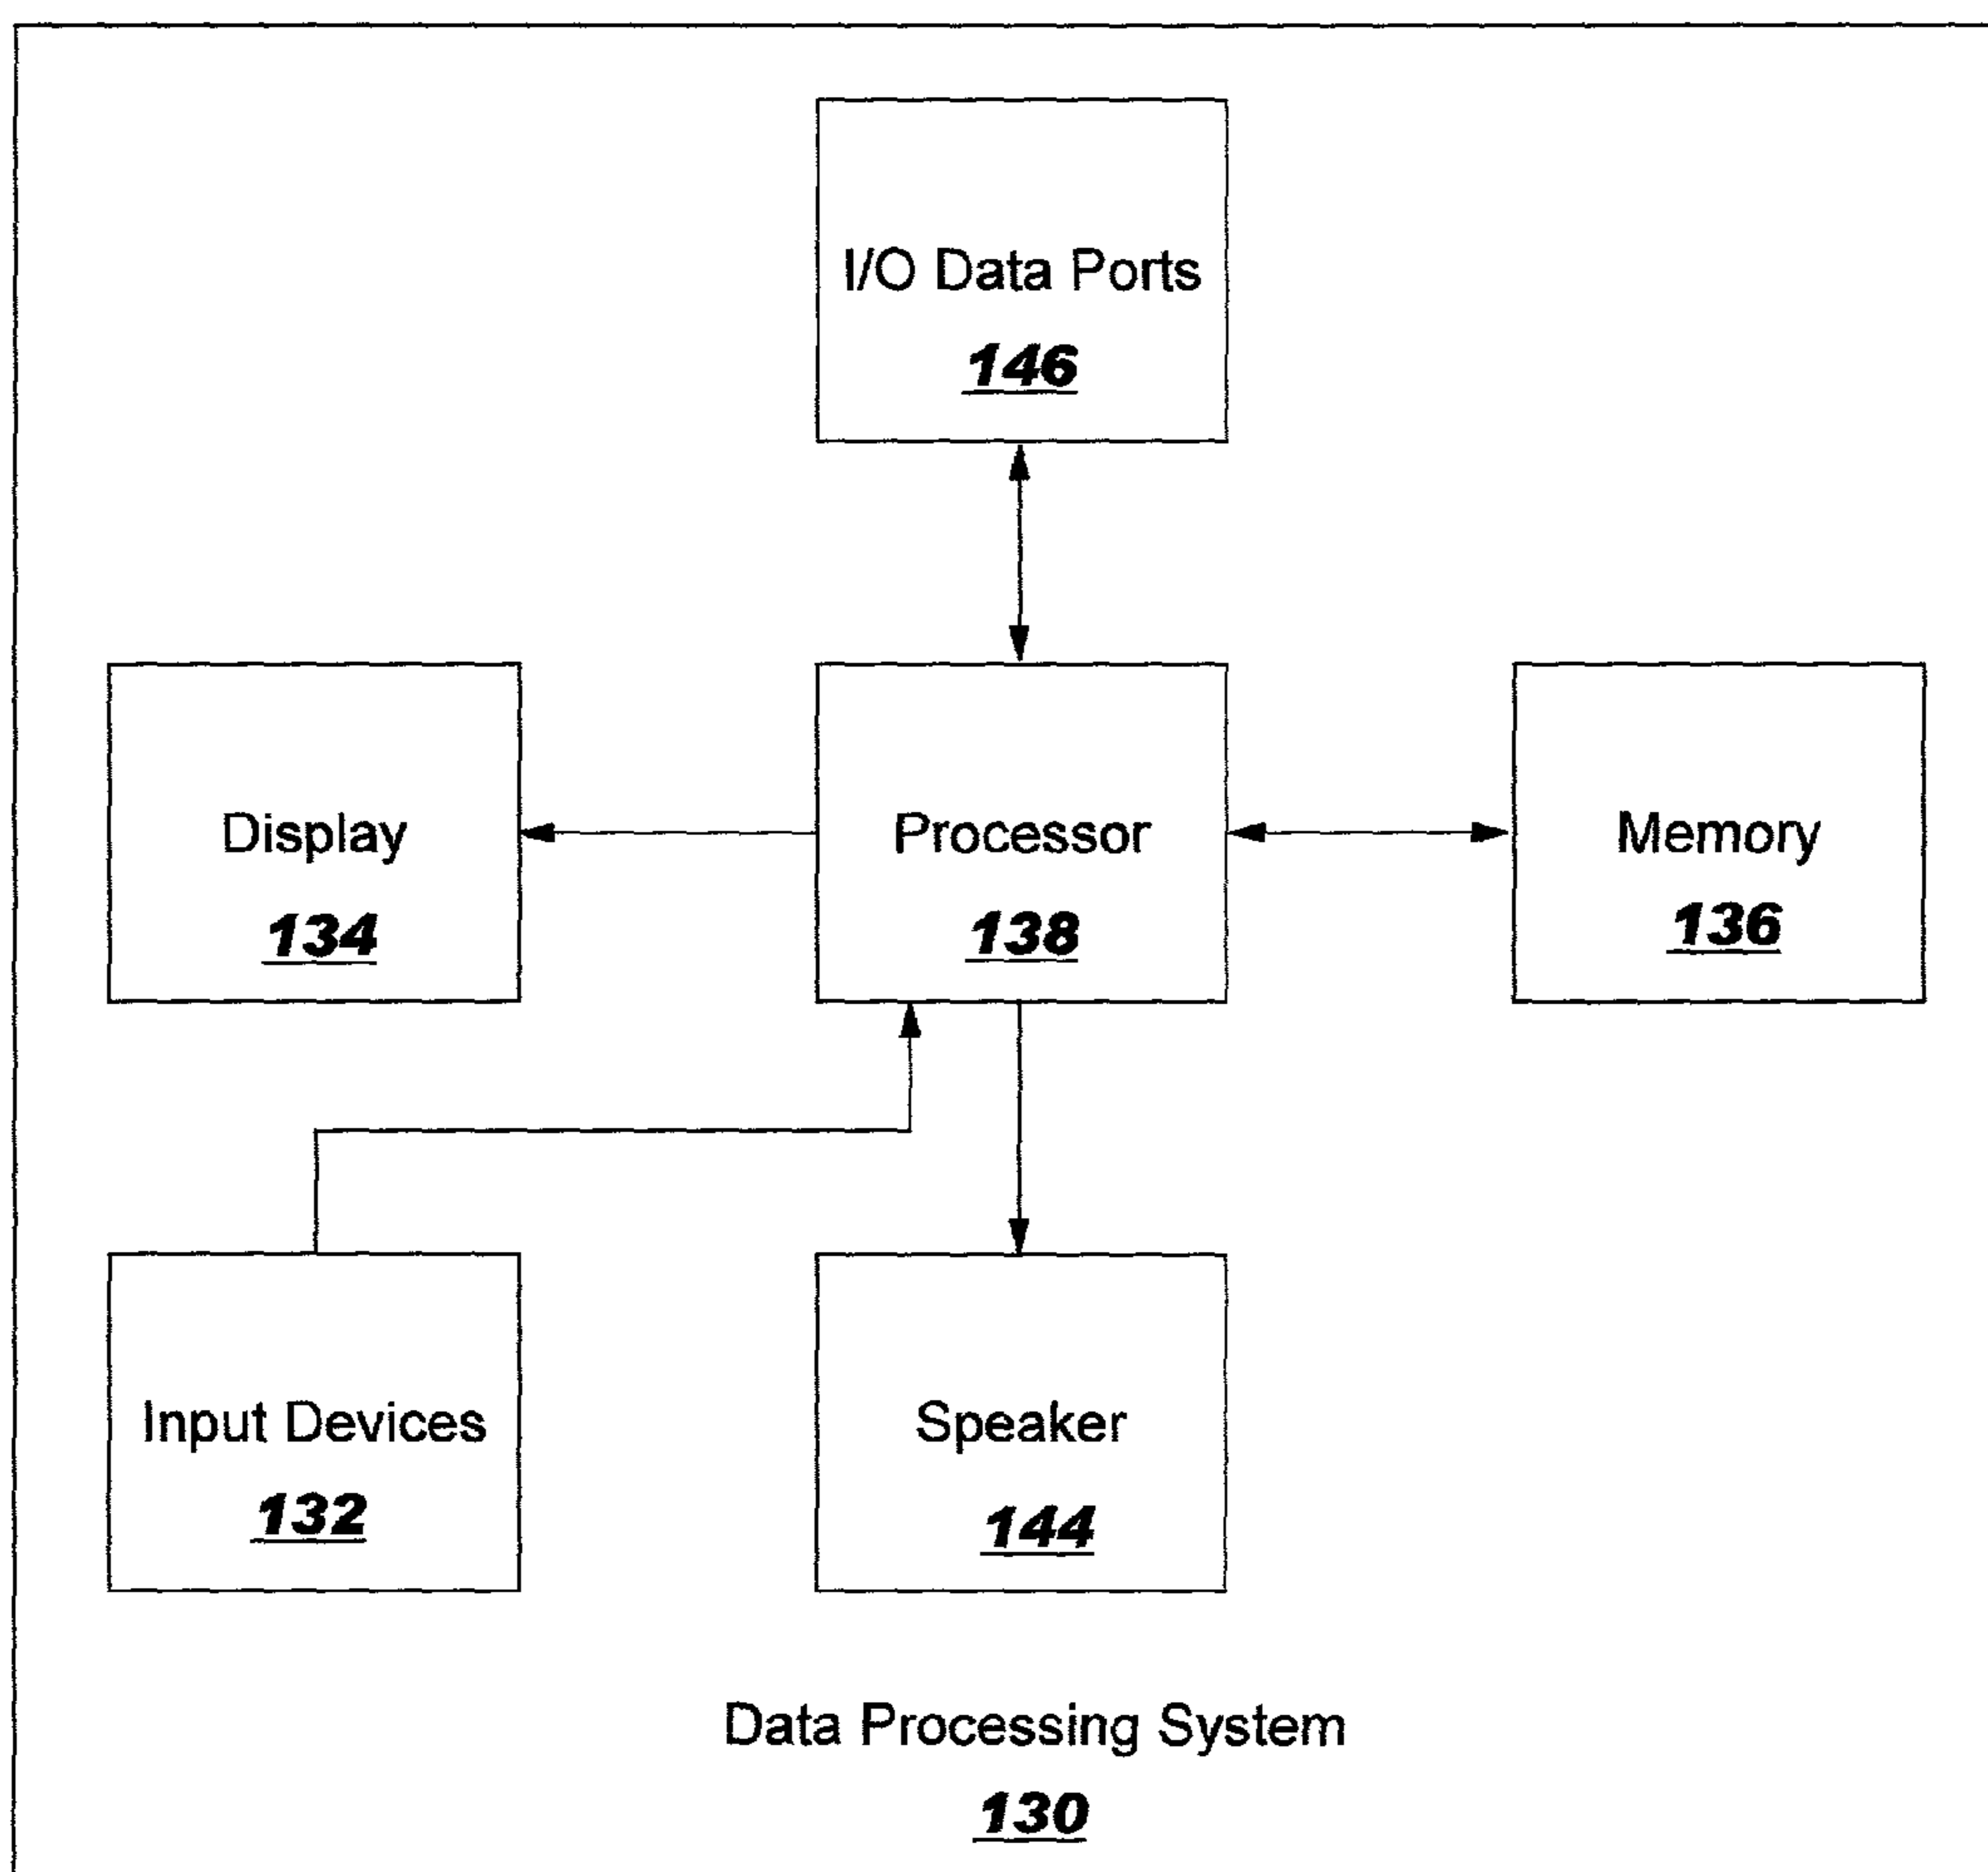 I/O Data Ports
146
Display
134
Processor
138
Memory
136
Input Devices
132
Speaker
144
Data Processing System
130